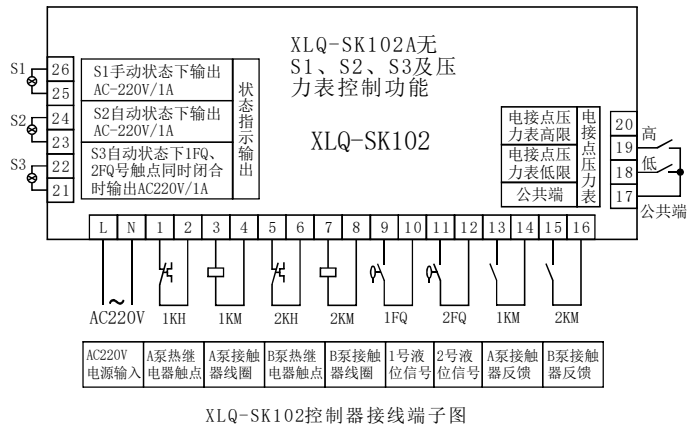 XLQ-SK102A无
S1、S2、S3及压
力表控制功能
XLQ-SK102
S1
26
25
S2
24
23
S3
22
21
S1手动状态下输出
AC-220V/1A
S2自动状态下输出
AC-220V/1A
S3自动状态下1FQ、
2FQ号触点同时闭合
时输出AC220V/1A
状态指示输出
电接点压
力表高限
电接点压
力表低限
公共端
电接点压力表
20
19
18
17
高
低
公共端
L N 1 2 3 4 5 6 7 8 9 10 11 12 13 14 15 16
~
AC220V 1KH 1KM 2KH 2KM 1FQ 2FQ 1KM 2KM
AC220V
电源输入
A泵热继
电器触点
A泵接触
器线圈
B泵热继
电器触点
B泵接触
器线圈
1号液
位信号
2号液
位信号
A泵接触
器反馈
B泵接触
器反馈
XLQ-SK102控制器接线端子图